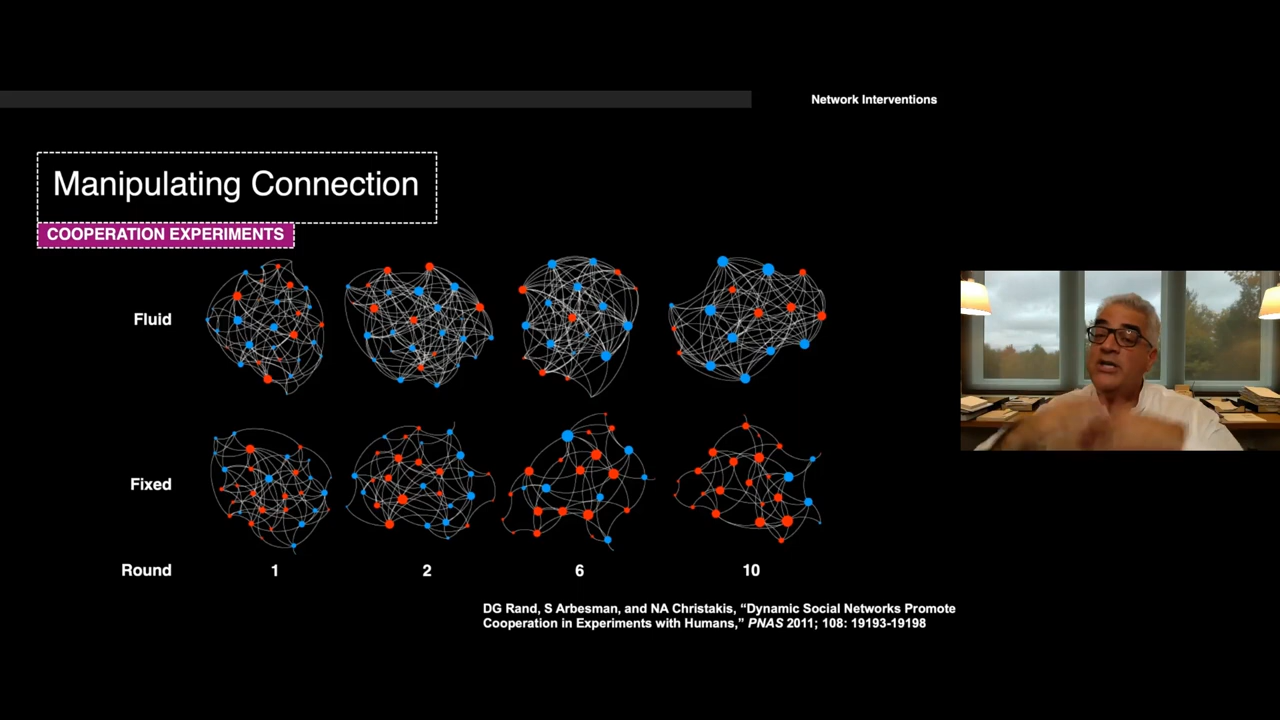 Network Interventions
Manipulating Connection
COOPERATION EXPERIMENTS
Fluid
Fixed
Round 1 2 6 10
DG Rand, S Arbesman, and NA Christakis, “Dynamic Social Networks Promote
Cooperation in Experiments with Humans,” PNAS 2011; 108: 19193-19198